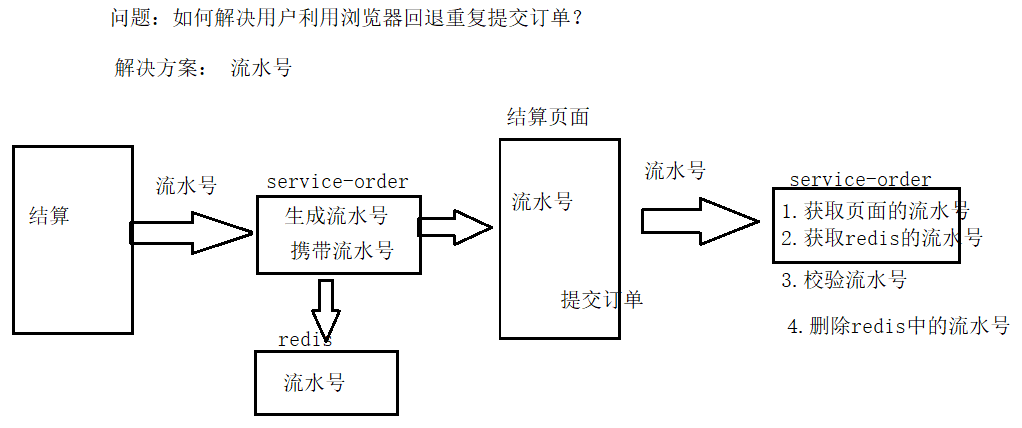 问题：如何解决用户利用浏览器回退重复提交订单？
解决方案： 流水号
结算
流水号
service-order
生成流水号
携带流水号
redis
流水号
结算页面
流水号
提交订单
流水号
service-order
1.获取页面的流水号
2.获取redis的流水号
3.校验流水号
4.删除redis中的流水号